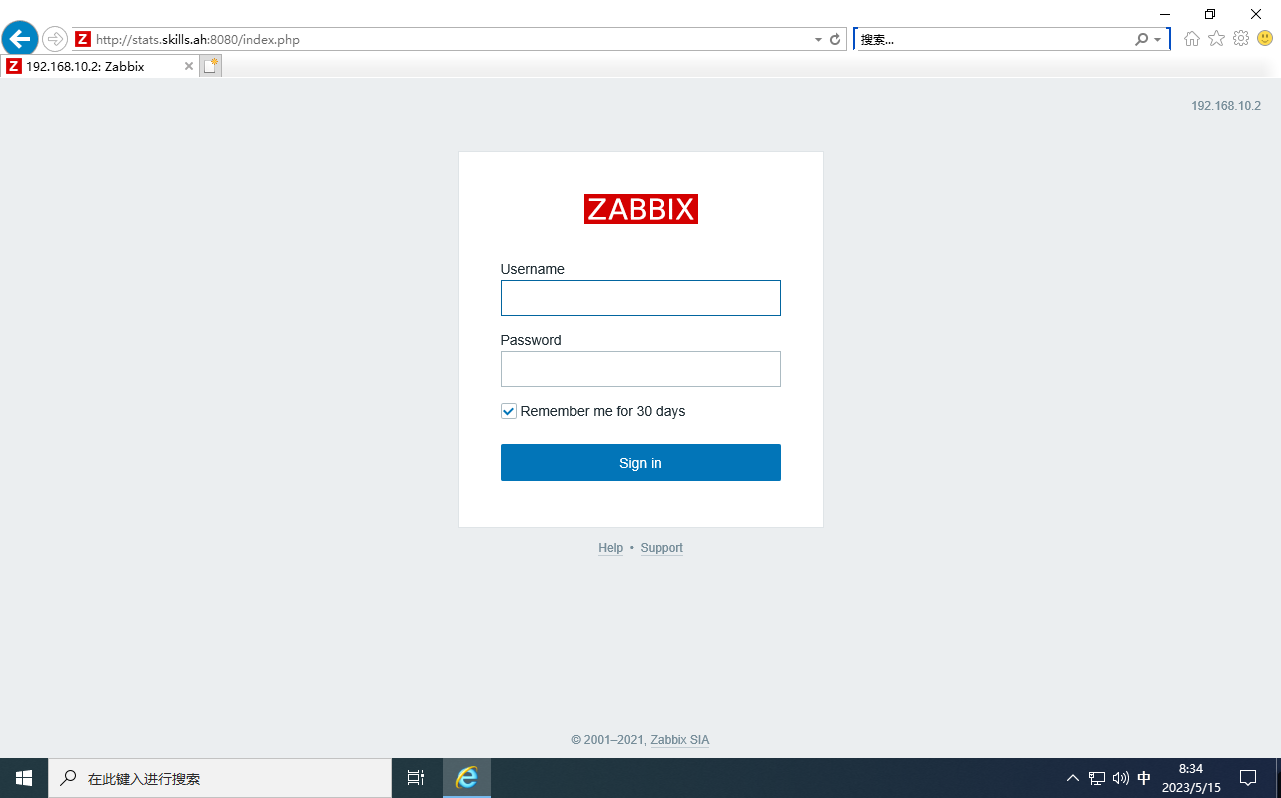 http://stats.skills.ah:8080/index.php
搜索...
Z 192.168.10.2: Zabbix
192.168.10.2
ZABBIX
Username
Password
Remember me for 30 days
Sign in
Help • Support
© 2001–2021, Zabbix SIA
在此键入进行搜索
中
8:34
2023/5/15